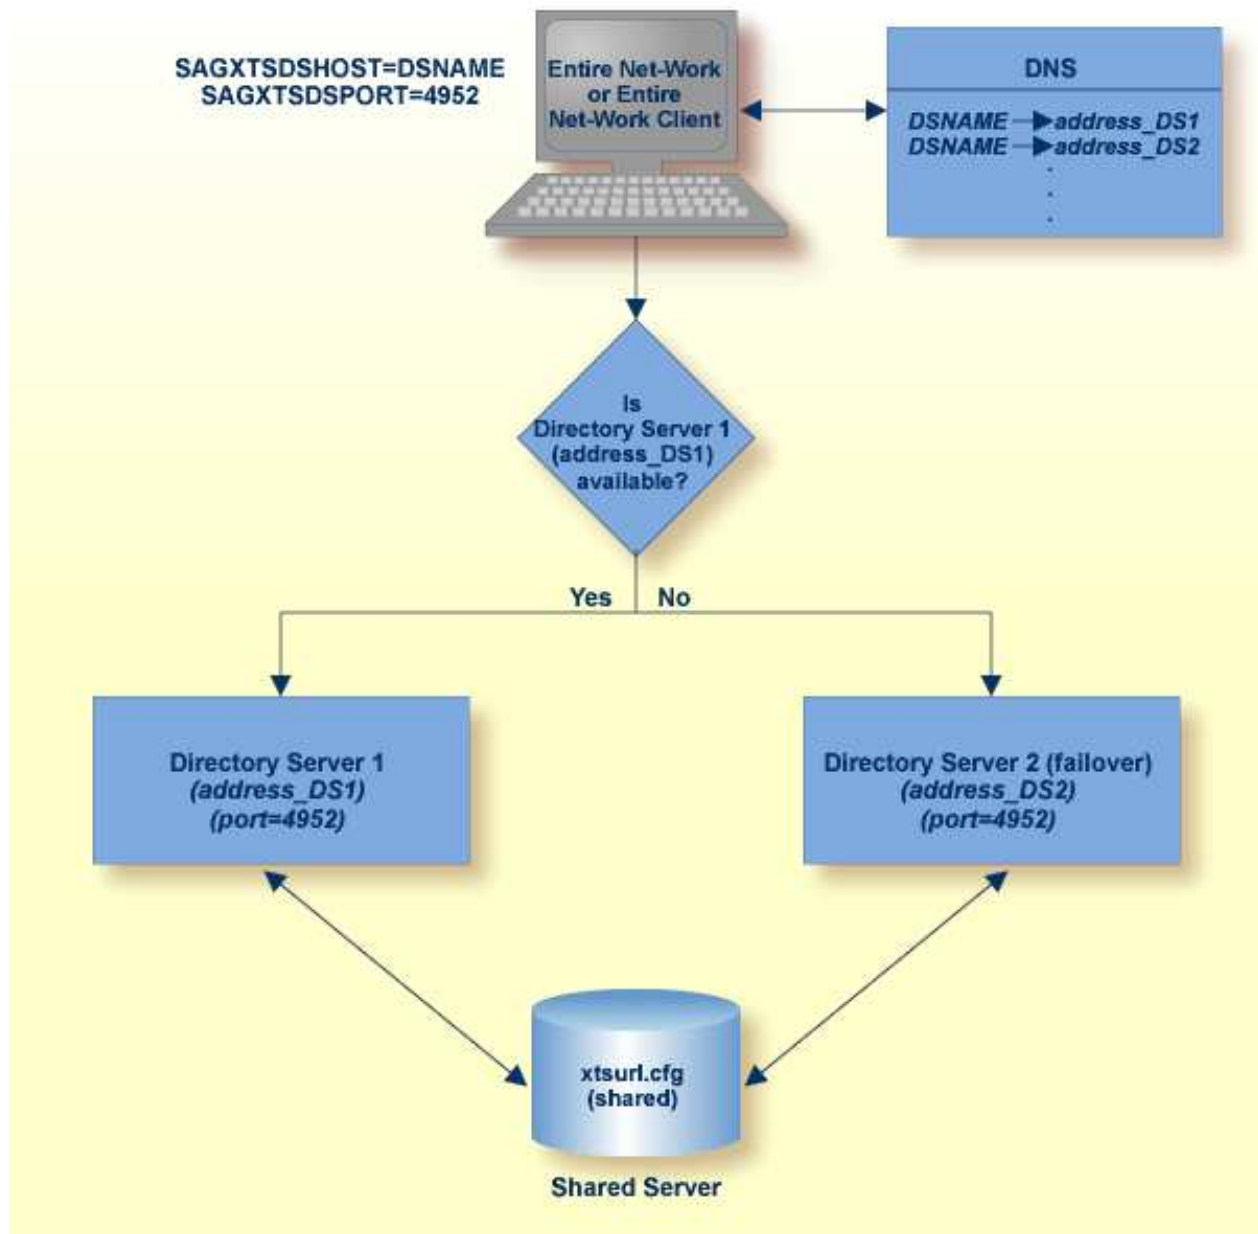 SAGXTSDSHOST=DSNAME
SAGXTSDSPORT=4952
Entire Net-Work
or Entire
Net-Work Client
DNS
DSNAME address_DS1
DSNAME address_DS2
.
.
.
Is
Directory Server 1
(address_DS1)
available?
Yes No
Directory Server 1
(address_DS1)
(port=4952)
Directory Server 2 (failover)
(address_DS2)
(port=4952)
xtsurl.cfg
(shared)
Shared Server